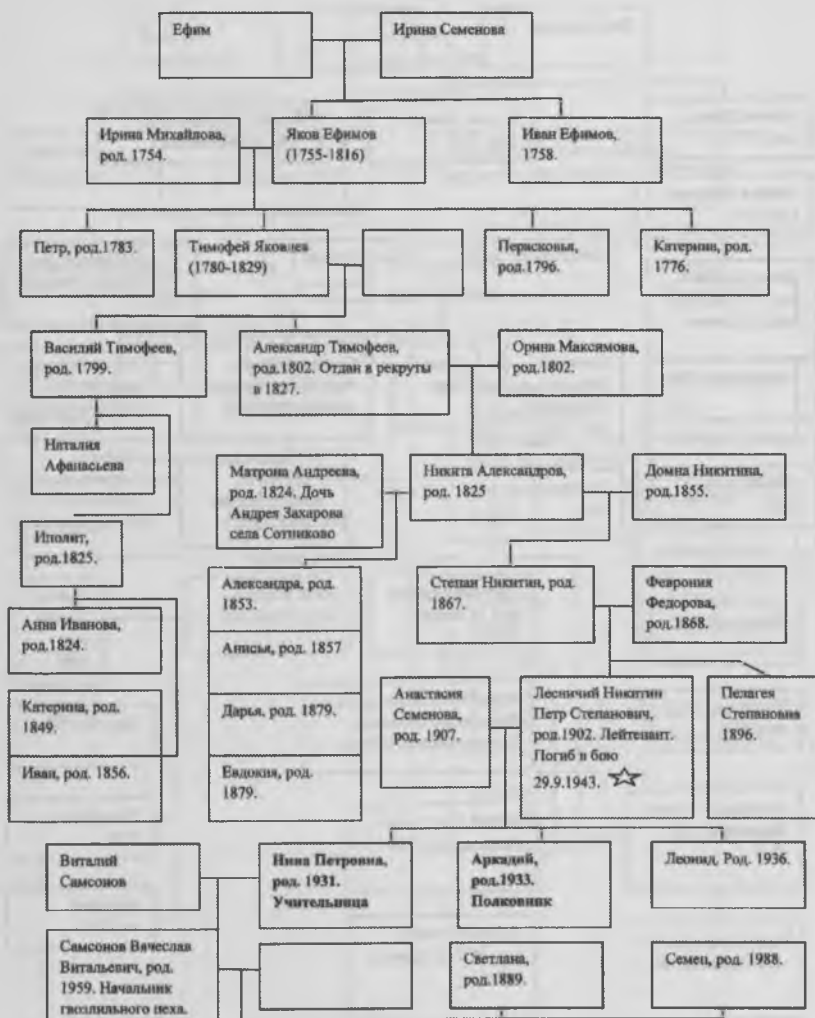 Ефим
Ирина Семенова
Ирина Михайлова,
род. 1754.
Яков Ефимов
(1755-1816)
Иван Ефимов,
1758.
Петр, род.1783.
Тимофей Яковлев
(1780-1829)
Перасковья,
род.1796.
Катерина, род.
1776.
Василий Тимофеев,
род. 1799.
Александр Тимофеев,
род.1802. Отдан в рекруты
в 1827.
Орина Максимова,
род.1802.
Наталия
Афанасьева
Матрона Андреева,
род. 1824. Дочь
Андрея Захарова
села Сотниково
Никита Александров,
род. 1825
Домна Никитина,
род.1855.
Иполит,
род.1825.
Александра, род.
1853.
Степан Никитин, род.
1867.
Феврония
Федорова,
род.1868.
Анна Иванова,
род.1824.
Анисья, род. 1857
Катерина, род.
1849.
Дарья, род. 1879.
Анастасия
Семенова,
род. 1907.
Лесничий Никитин
Петр Степанович,
род.1902. Лейтенант.
Погиб в бою
29.9.1943.
Пелагея
Степановна
1896.
Иван, род. 1856.
Евдокия, род.
1879.
Виталий
Самсонов
Нина Петровна,
род. 1931.
Учительница
Аркадий,
род.1933.
Полковник
Леонид, Род. 1936.
Самсонов Вячеслав
Витальевич, род.
1959. Начальник
гвоздильного цеха.
Светлана,
род.1889.
Семен, род. 1988.